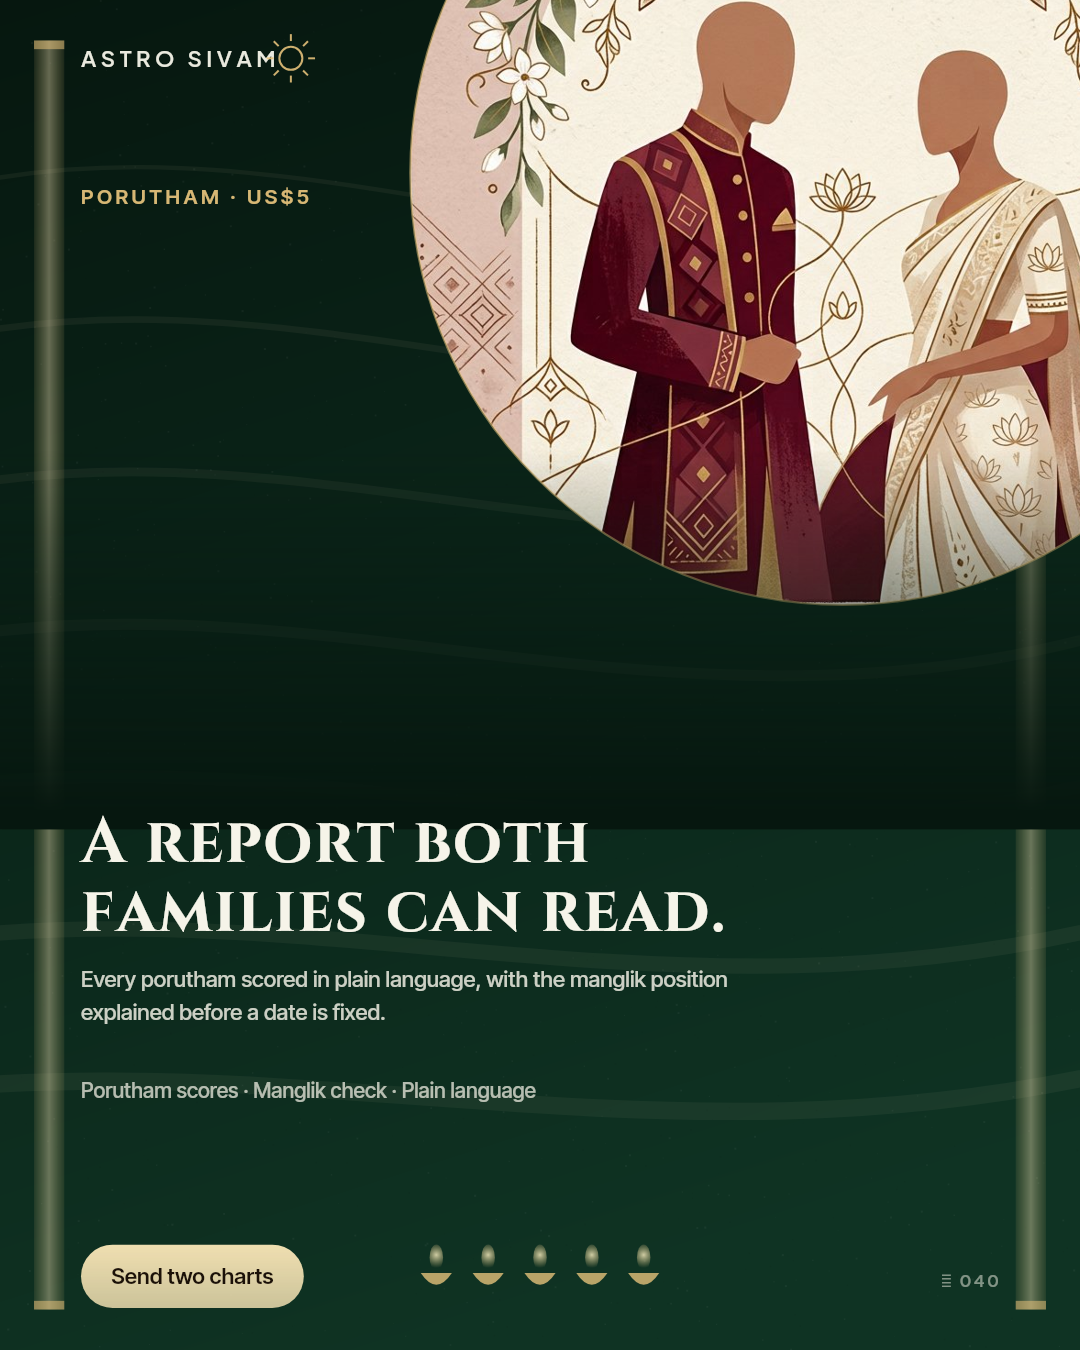 ASTRO SIVAM
PORUTHAM · US$5
A REPORT BOTH
FAMILIES CAN READ.
Every porutham scored in plain language, with the manglik position
explained before a date is fixed.
Porutham scores · Manglik check · Plain language
Send two charts
040